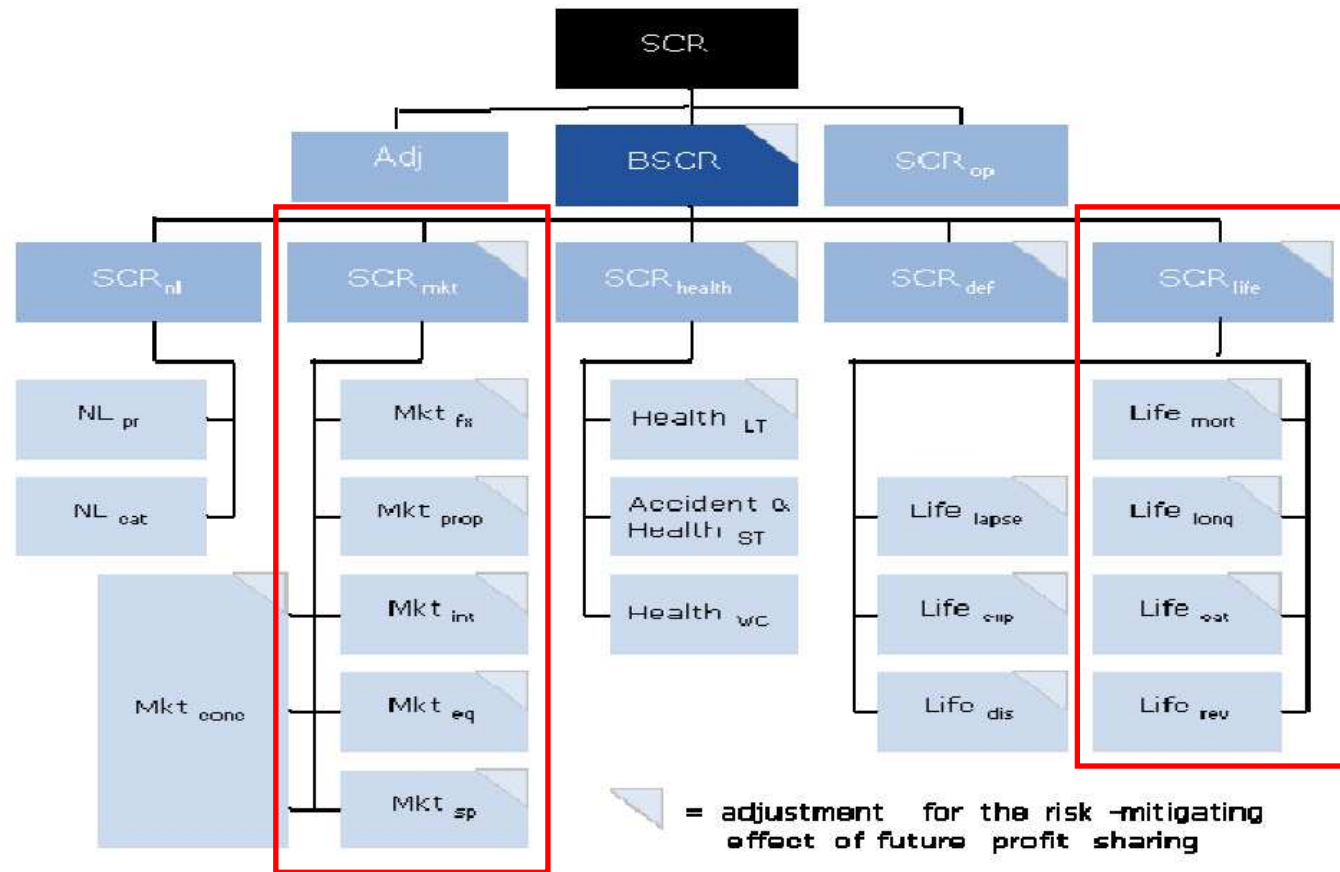 SCR
Adj
BSCR
SCR op
SCR nl
SCR mkt
SCR health
SCR def
SCR life
NL pr
NL cat
Mkt fx
Mkt prop
Mkt int
Mkt eq
Mkt sp
Mkt conc
Health LT
Accident &
Health ST
Health WC
Life lapse
Life exp
Life dis
Life mort
Life long
Life cat
Life rev
= adjustment for the risk -mitigating
effect of future profit sharing